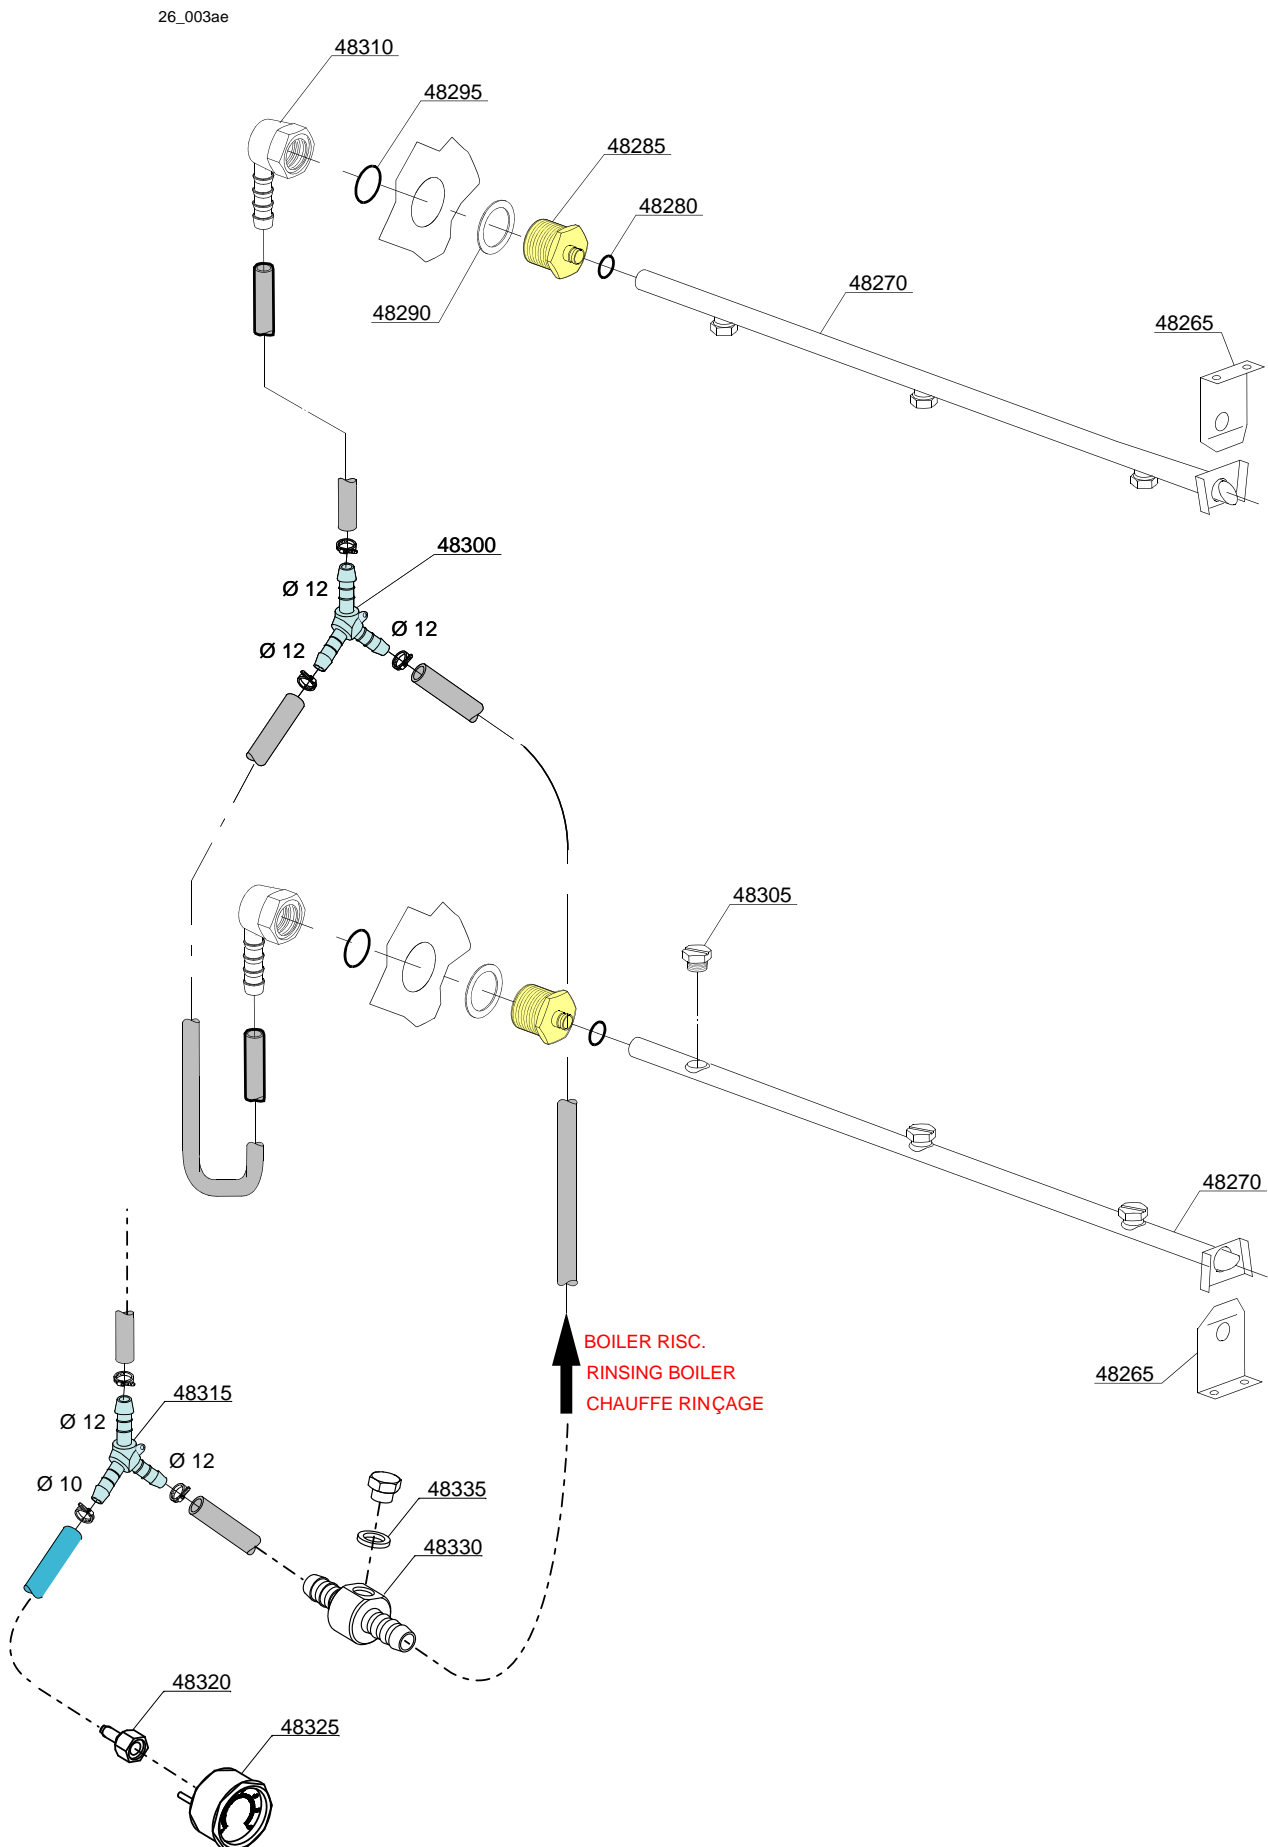 26_003ae
48310
48295
48285
48280
48290
48270
48265
48300
Ø 12
Ø 12
Ø 12
48305
48270
BOILER RISC.
RINSING BOILER
CHAUFFE RINÇAGE
48265
48315
Ø 12
Ø 12
Ø 10
48335
48330
48320
48325